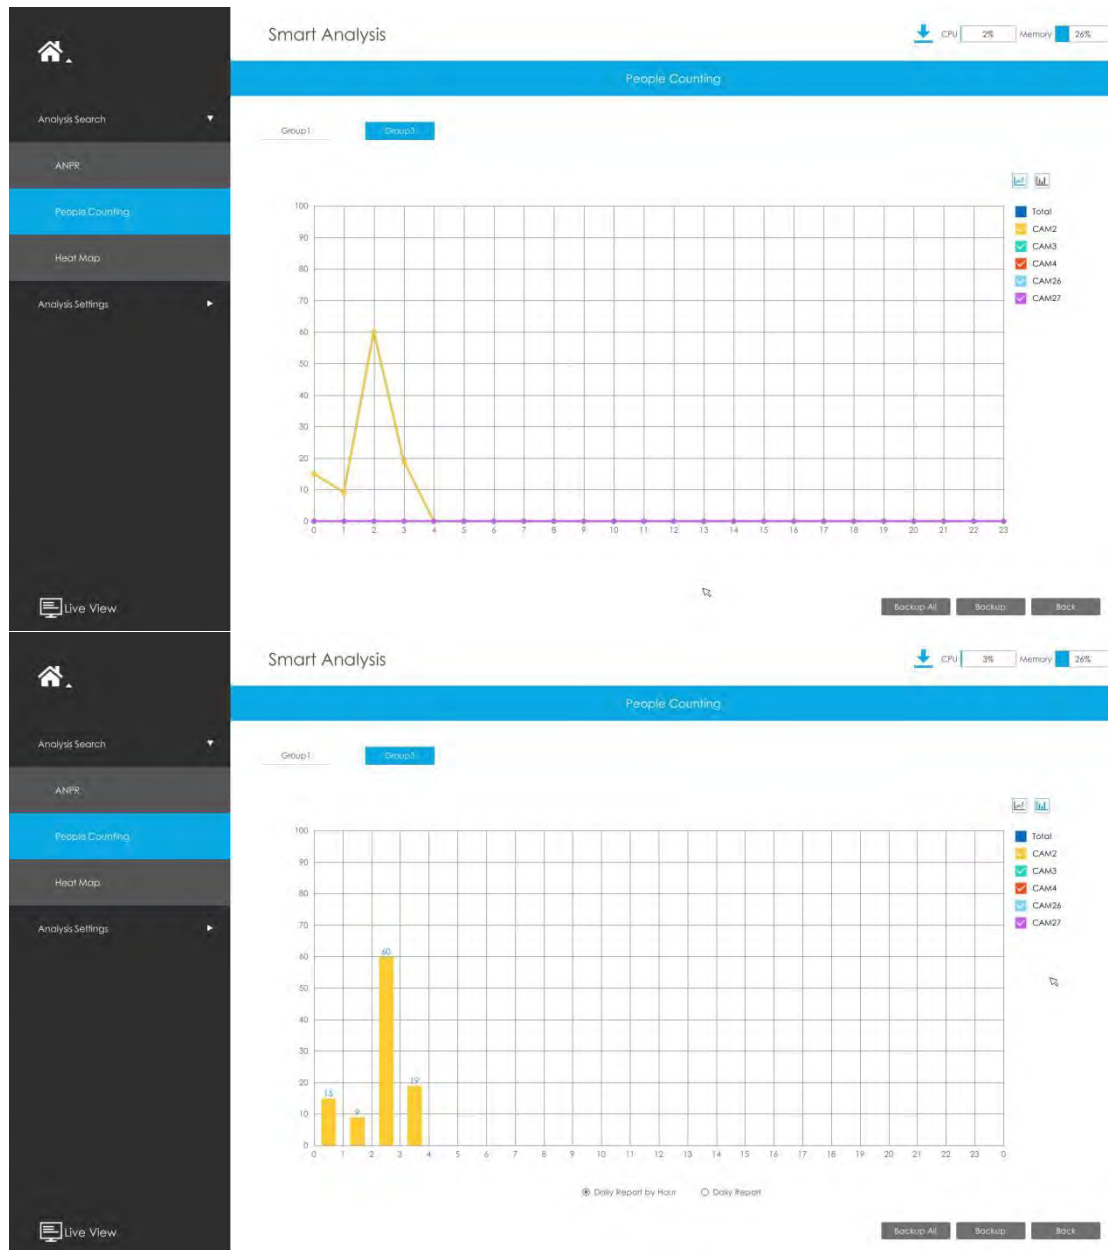 Smart Analysis
CPU 2% Memory 26%
People Counting
Analysis Search
ANPR
People Counting
Heat Map
Analysis Settings
Live View
Group1 Group3
100
90
80
70
60
50
40
30
20
10
0
0 1 2 3 4 5 6 7 8 9 10 11 12 13 14 15 16 17 18 19 20 21 22 23
Total
CAM2
CAM3
CAM4
CAM26
CAM27
Backup All Backup Back
Smart Analysis
CPU 3% Memory 26%
People Counting
Analysis Search
ANPR
People Counting
Heat Map
Analysis Settings
Live View
Group1 Group3
100
90
80
70
60
50
40
30
20
10
0
15 9 60 19
0 1 2 3 4 5 6 7 8 9 10 11 12 13 14 15 16 17 18 19 20 21 22 23 0
Total
CAM2
CAM3
CAM4
CAM26
CAM27
Daily Report by Hour Daily Report
Backup All Backup Back